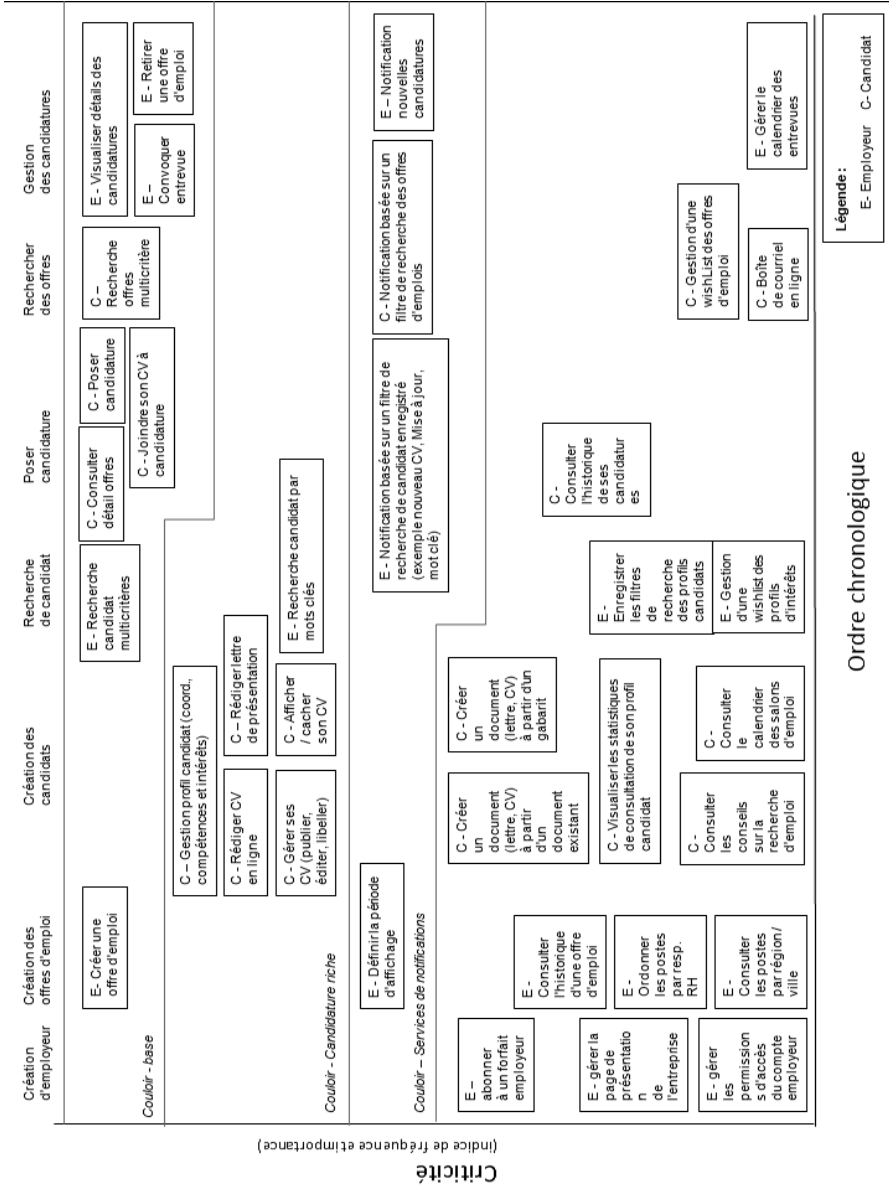 Création
d'employeur
Création des
offres d'emploi
Création des
candidats
Recherche
de candidat
Poser
candidature
Rechercher
des offres
Gestion
des candidatures
E- Créer une
offre d'emploi
E - Recherche
candidat
multicritères
C - Consulter
détail offres
C - Poser
candidature
C - Joindre son CV à
candidature
C –
Recherche
offres
multicritère
E - Visualiser détails des
candidatures
E –
Convoquer
entrevue
E - Retirer
une offre
d'emploi
Couloir - base
C – Gestion profil candidat (coord.,
compétences et intérêts)
C - Rédiger CV
en ligne
C – Rédiger lettre
de présentation
C - Gérer ses
CV (publier,
éditer, libeller)
C - Afficher
/ cacher
son CV
E - Recherche candidat par
mots clés
Couloir - Candidature riche
E - Définir la période
d'affichage
E - Notification basée sur un filtre de
recherche de candidat enregistré
(exemple nouveau CV, Mise à jour,
mot clé)
C - Notification basée sur un
filtre de recherche des offres
d'emplois
E – Notification
nouvelles
candidatures
Couloir – Services de notifications
E –
abonner
à un forfait
employeur
E - gérer la
page de
présentatio
n de
l'entreprise
E - gérer
les
permission
s d'accès
du compte
employeur
E -
Consulter
l'historique
d'une offre
d'emploi
E -
Ordonner
les postes
par resp.
RH
E -
Consulter
les postes
par région/
ville
C - Créer
un
document
(lettre, CV)
à partir
d'un
document
existant
C - Créer
un
document
(lettre, CV)
à partir d'un
gabarit
C - Visualiser les statistiques
de consultation de son profil
candidat
C -
Consulter
les
conseils
sur la
recherche
d'emploi
C -
Consulter
le
calendrier
des salons
d'emploi
E -
Enregistrer
les filtres
de
recherche
des profils
candidats
E - Gestion
d'une
wishlist des
profils
d'intérêts
C -
Consulter
l'historique
de ses
candidatur
es
C - Gestion d'une
wishList des offres
d'emploi
C - Boîte
de courriel
en ligne
E - Gérer le
calendrier des
entrevues
Criticité
(indice de fréquence et importance)
Ordre chronologique
Légende :
E- Employeur C- Candidat